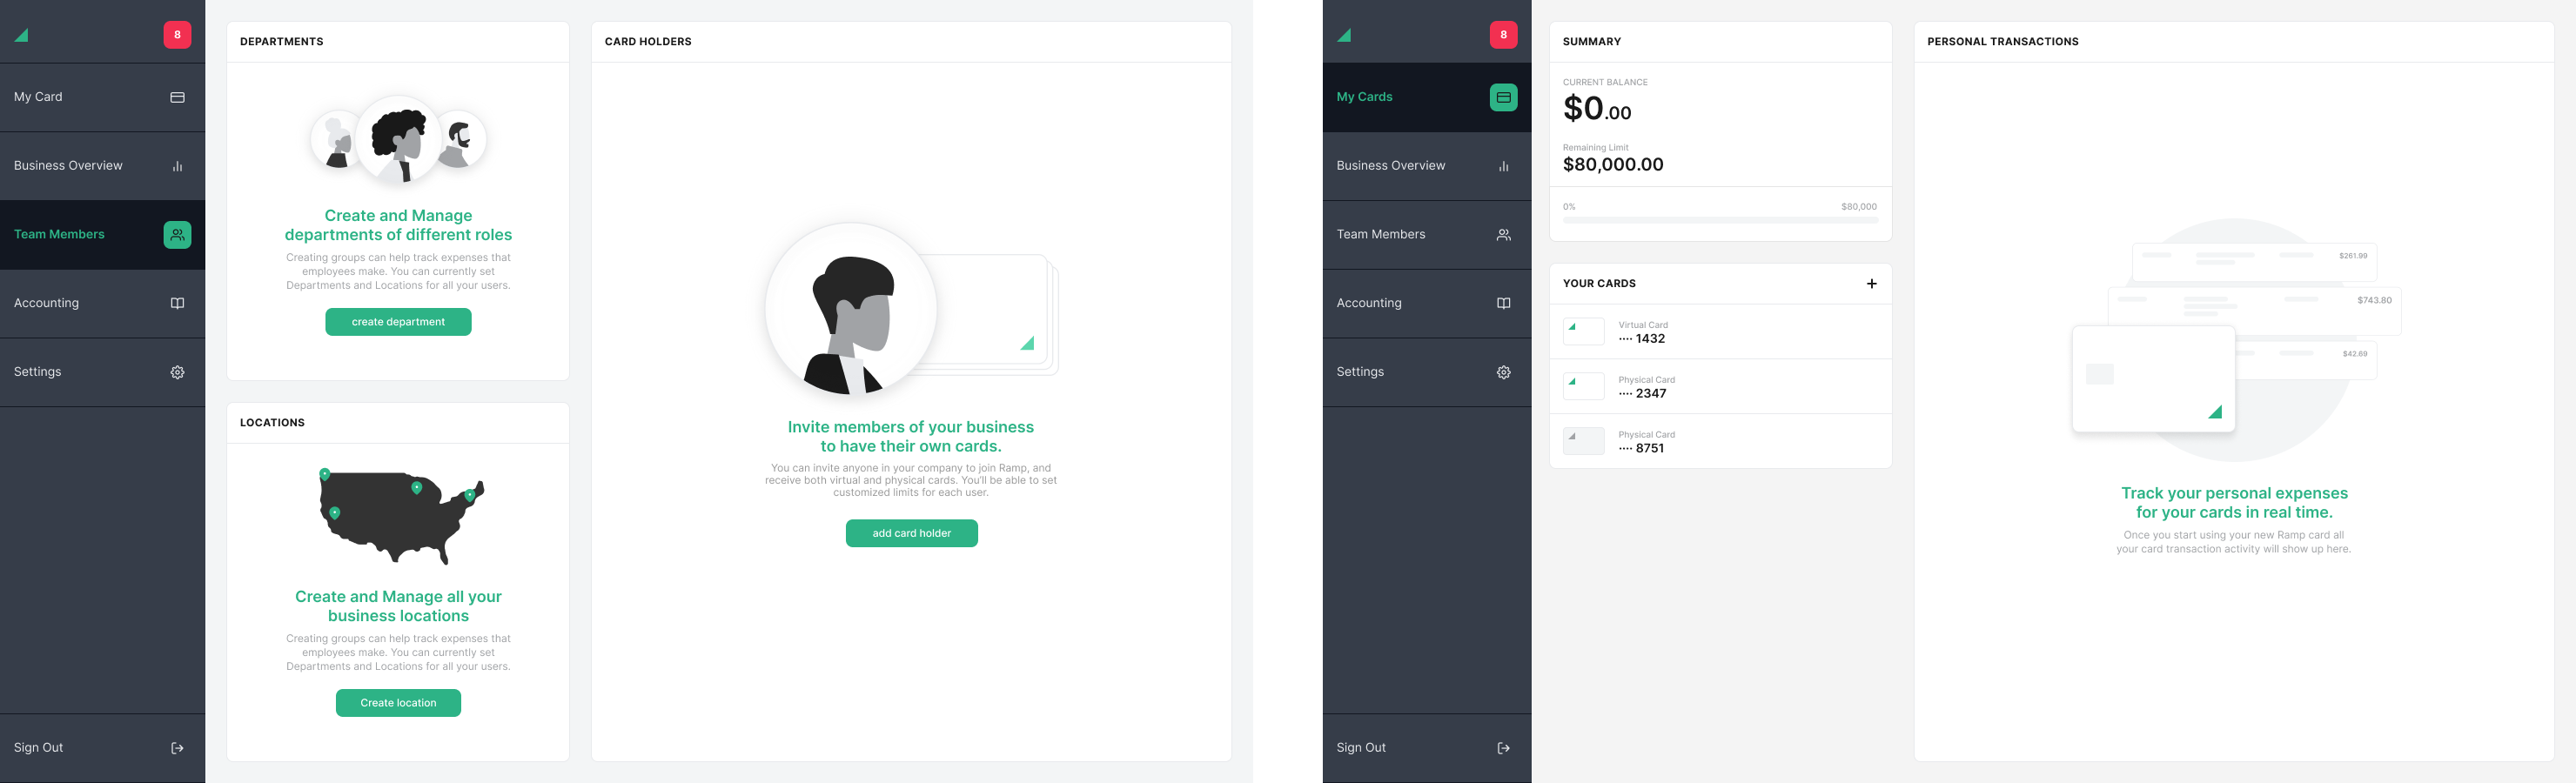 8
My Card
Business Overview
Team Members
Accounting
Settings
Sign Out
DEPARTMENTS
Create and Manage
departments of different roles
Creating groups can help track expenses that
employees make. You can currently set
Departments and Locations for all your users.
create department
LOCATIONS
Create and Manage all your
business locations
Creating groups can help track expenses that
employees make. You can currently set
Departments and Locations for all your users.
Create location
CARD HOLDERS
Invite members of your business
to have their own cards.
You can invite anyone in your company to join Ramp, and
receive both virtual and physical cards. You'll be able to set
customized limits for each user.
add card holder
8
My Cards
Business Overview
Team Members
Accounting
Settings
Sign Out
SUMMARY
CURRENT BALANCE
$0.00
Remaining Limit
$80,000.00
0% $80,000
YOUR CARDS +
Virtual Card
···· 1432
Physical Card
···· 2347
Physical Card
···· 8751
PERSONAL TRANSACTIONS
$261.99
$743.80
$42.69
Track your personal expenses
for your cards in real time.
Once you start using your new Ramp card all
your card transaction activity will show up here.